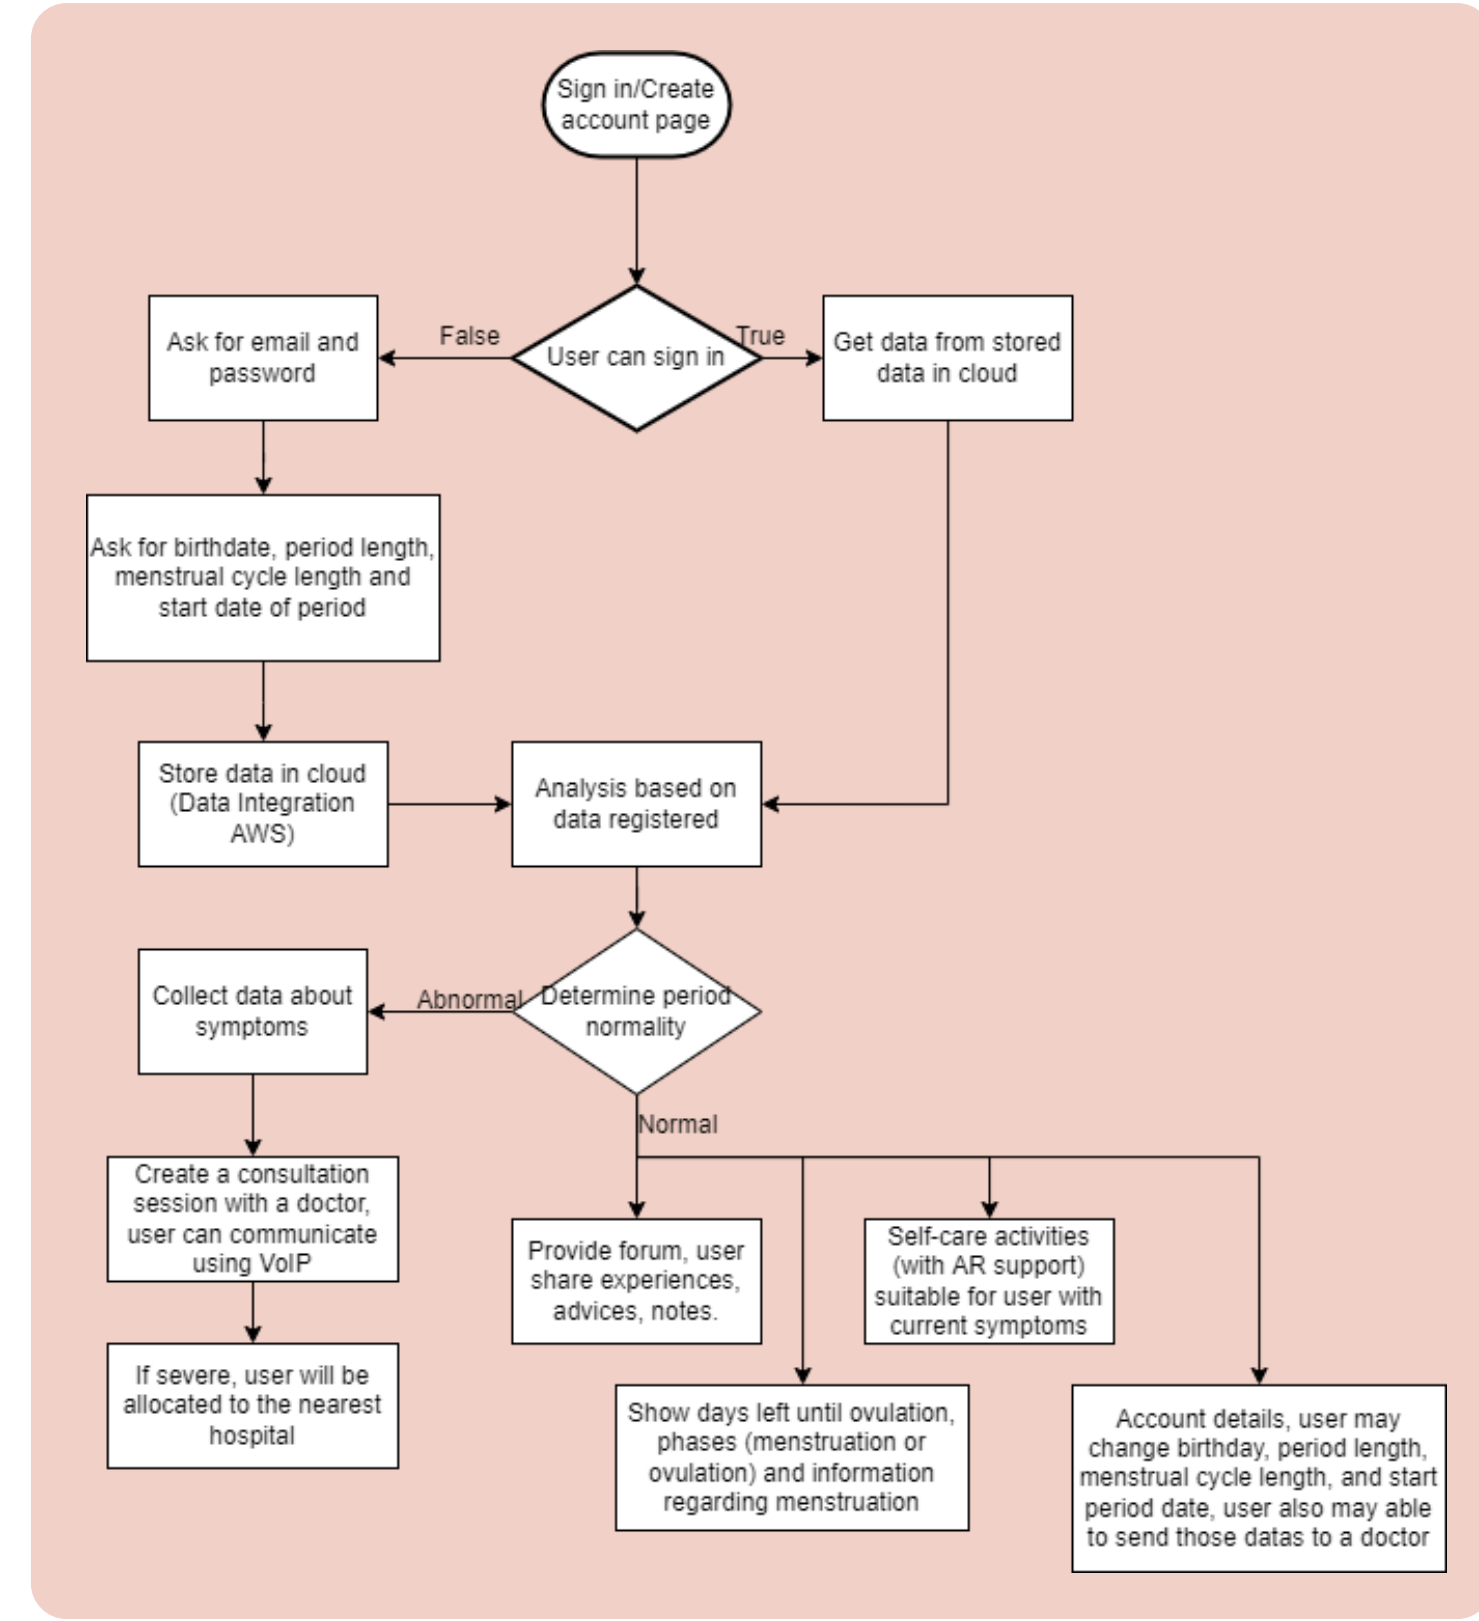 Sign in/Create
account page
False
User can sign in
True
Ask for email and
password
Get data from stored
data in cloud
Ask for birthdate, period length,
menstrual cycle length and
start date of period
Store data in cloud
(Data Integration
AWS)
Analysis based on
data registered
Collect data about
symptoms
Abnormal
Determine period
normality
Normal
Create a consultation
session with a doctor,
user can communicate
using VoIP
Provide forum, user
share experiences,
advices, notes.
Self-care activities
(with AR support)
suitable for user with
current symptoms
If severe, user will be
allocated to the nearest
hospital
Show days left until ovulation,
phases (menstruation or
ovulation) and information
regarding menstruation
Account details, user may
change birthday, period length,
menstrual cycle length, and start
period date, user also may able
to send those datas to a doctor